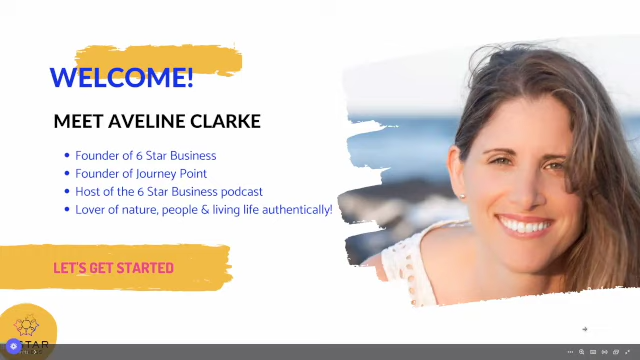 WELCOME!
MEET AVELINE CLARKE
• Founder of 6 Star Business
• Founder of Journey Point
• Host of the 6 Star Business podcast
• Lover of nature, people & living life authentically!
LET'S GET STARTED
STAR